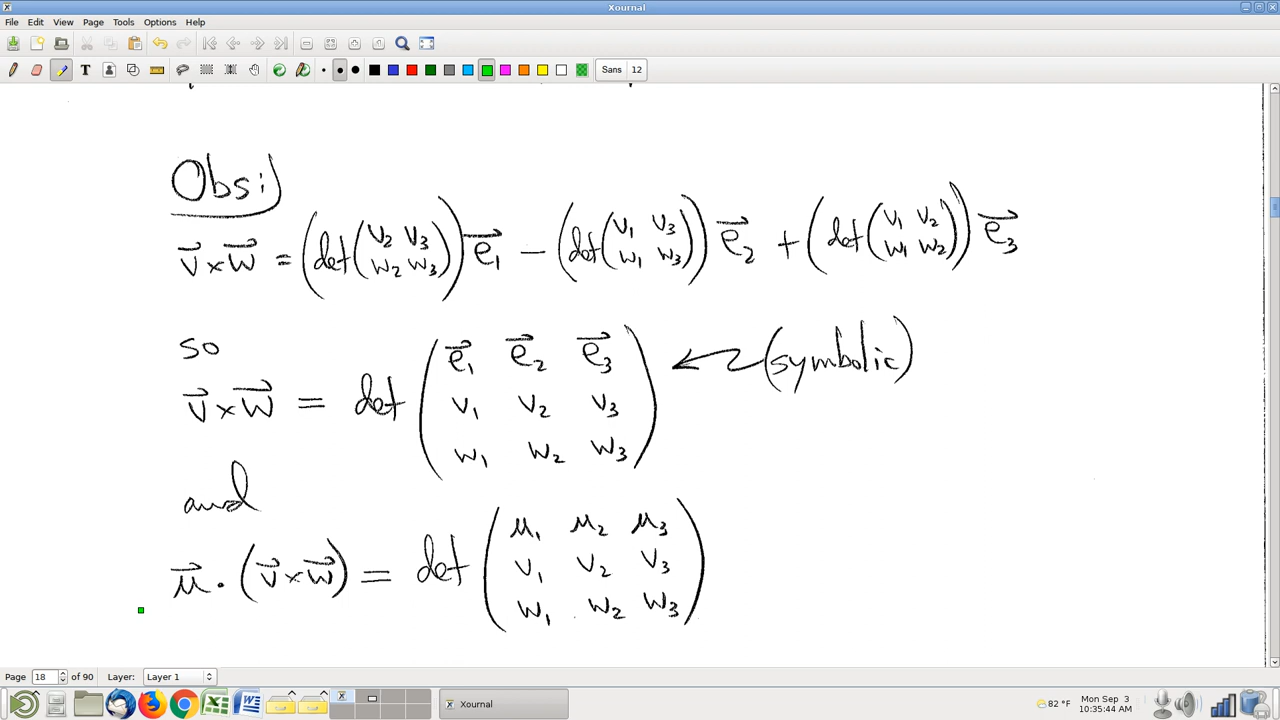 Xournal
File Edit View Page Tools Options Help
Sans 12
Obs:
v⃗ × w⃗ = (det(v₂ v₃ / w₂ w₃)) e⃗₁ − (det(v₁ v₃ / w₁ w₃)) e⃗₂ + (det(v₁ v₂ / w₁ w₂)) e⃗₃
so
v⃗ × w⃗ = det(e⃗₁ e⃗₂ e⃗₃ / v₁ v₂ v₃ / w₁ w₂ w₃) ← (symbolic)
and
μ⃗ · (v⃗ × w⃗) = det(μ₁ μ₂ μ₃ / v₁ v₂ v₃ / w₁ w₂ w₃)
Page 18 of 90 Layer: Layer 1
Xournal
82 °F
Mon Sep 3
10:35:44 AM